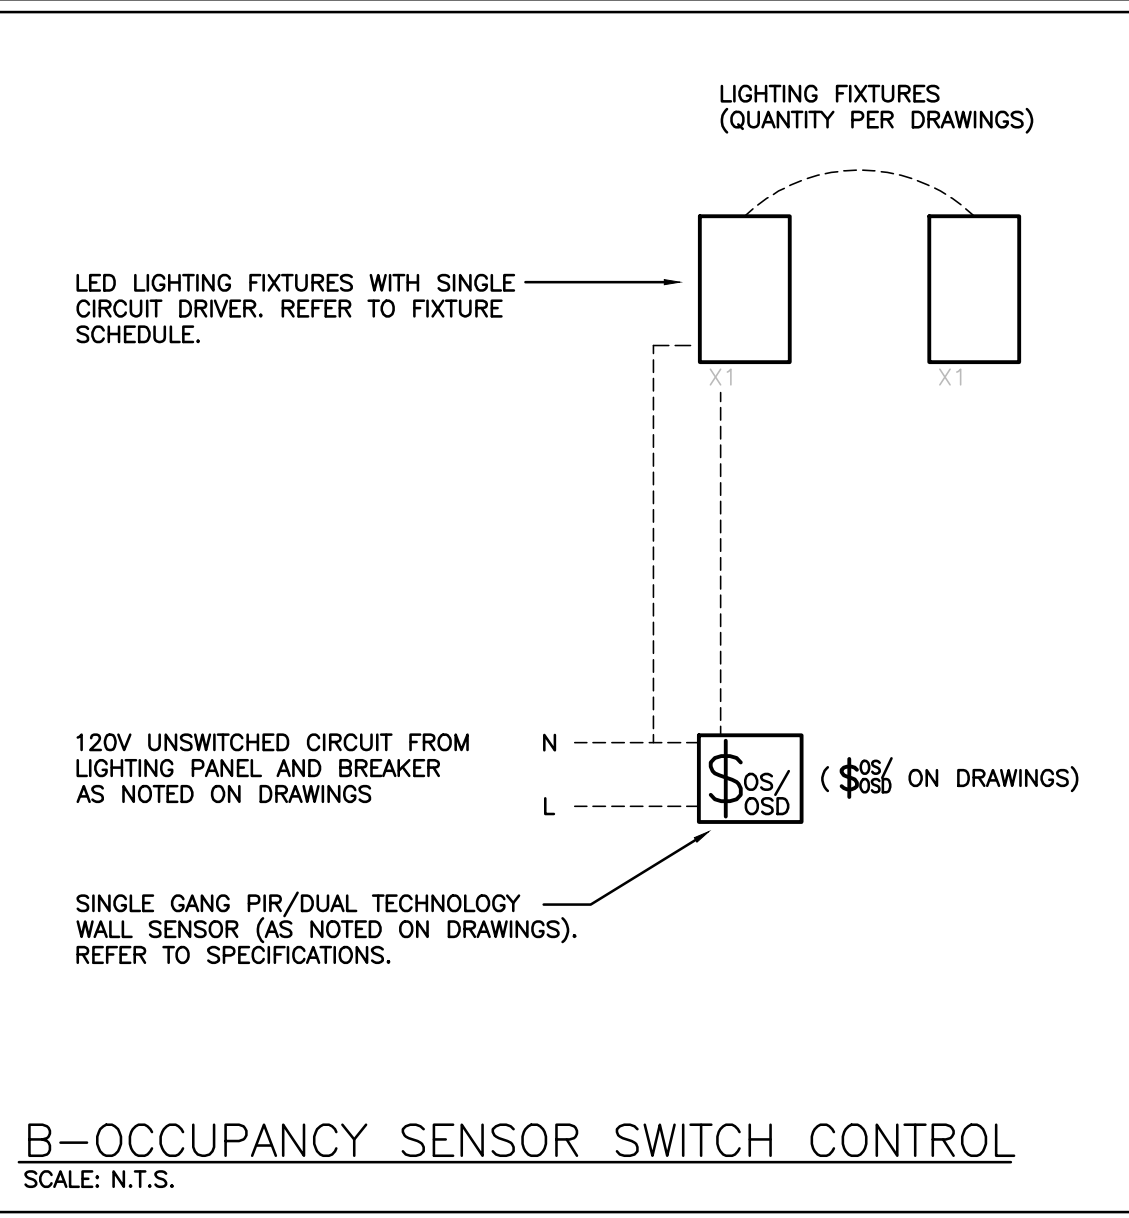 LIGHTING FIXTURES
(QUANTITY PER DRAWINGS)
LED LIGHTING FIXTURES WITH SINGLE
CIRCUIT DRIVER. REFER TO FIXTURE
SCHEDULE.
X1
X1
120V UNSWITCHED CIRCUIT FROM
LIGHTING PANEL AND BREAKER
AS NOTED ON DRAWINGS
N
L
$OS/
OSD
($OS/
OSD ON DRAWINGS)
SINGLE GANG PIR/DUAL TECHNOLOGY
WALL SENSOR (AS NOTED ON DRAWINGS).
REFER TO SPECIFICATIONS.
B-OCCUPANCY SENSOR SWITCH CONTROL
SCALE: N.T.S.